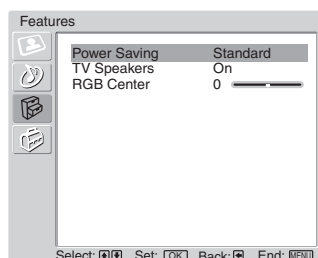 Features
Power Saving Standard
TV Speakers On
RGB Center 0
Select: Set: OK Back: End: MENU